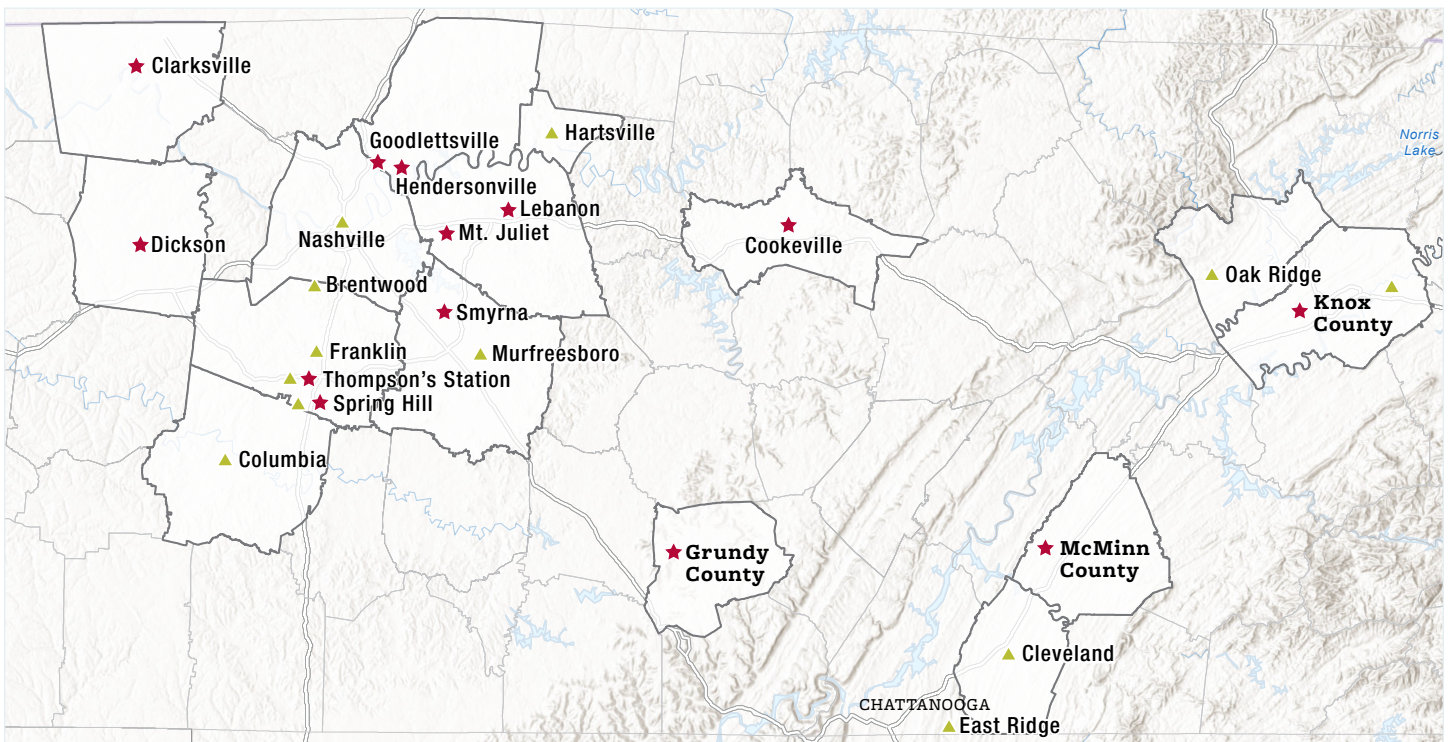 Clarksville
Goodlettsville
Hartsville
Norris
Lake
Hendersonville
Lebanon
Mt. Juliet
Nashville
Dickson
Cookeville
Brentwood
Oak Ridge
Knox
County
Smyrna
Franklin
Murfreesboro
Thompson's Station
Spring Hill
Columbia
Grundy
County
McMinn
County
Cleveland
CHATTANOOGA
East Ridge